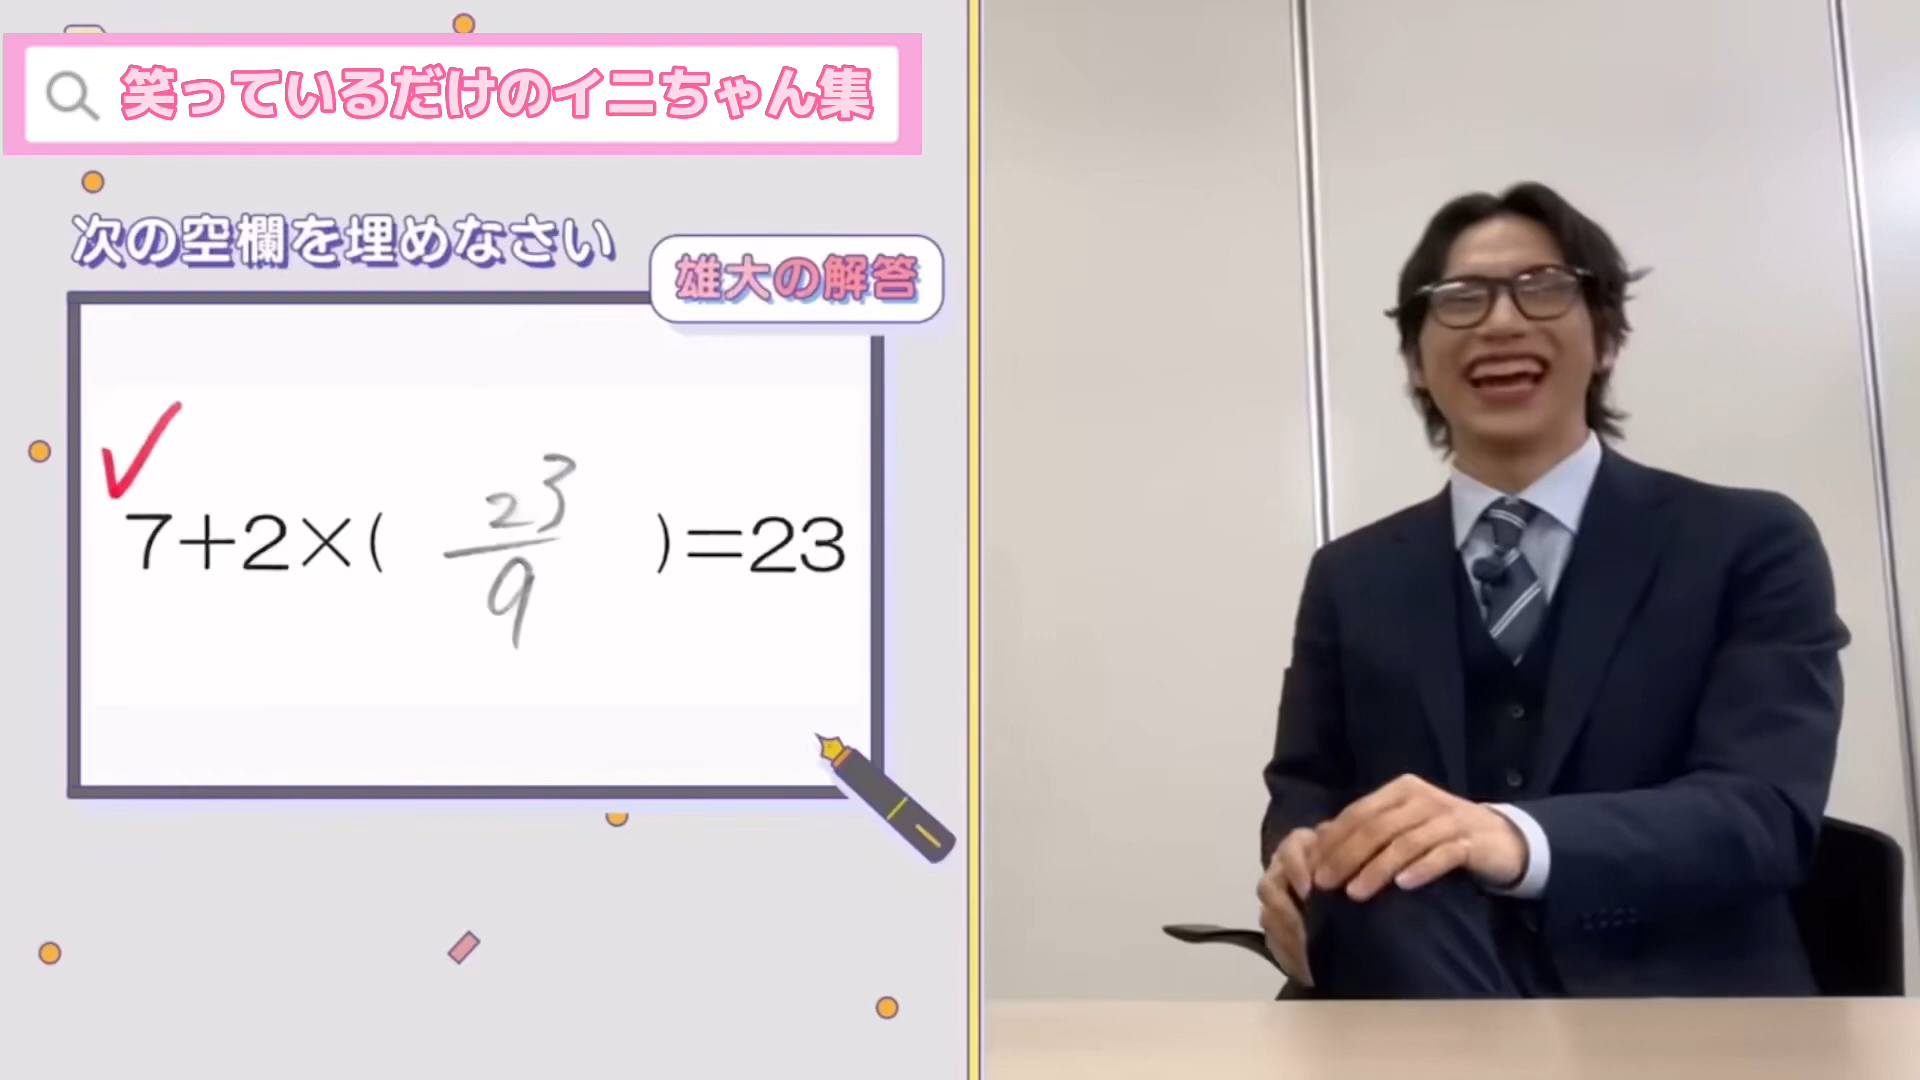 笑っているだけのイニちゃん集
次の空欄を埋めなさい
雄大の解答
7+2×( 23/9 )=23